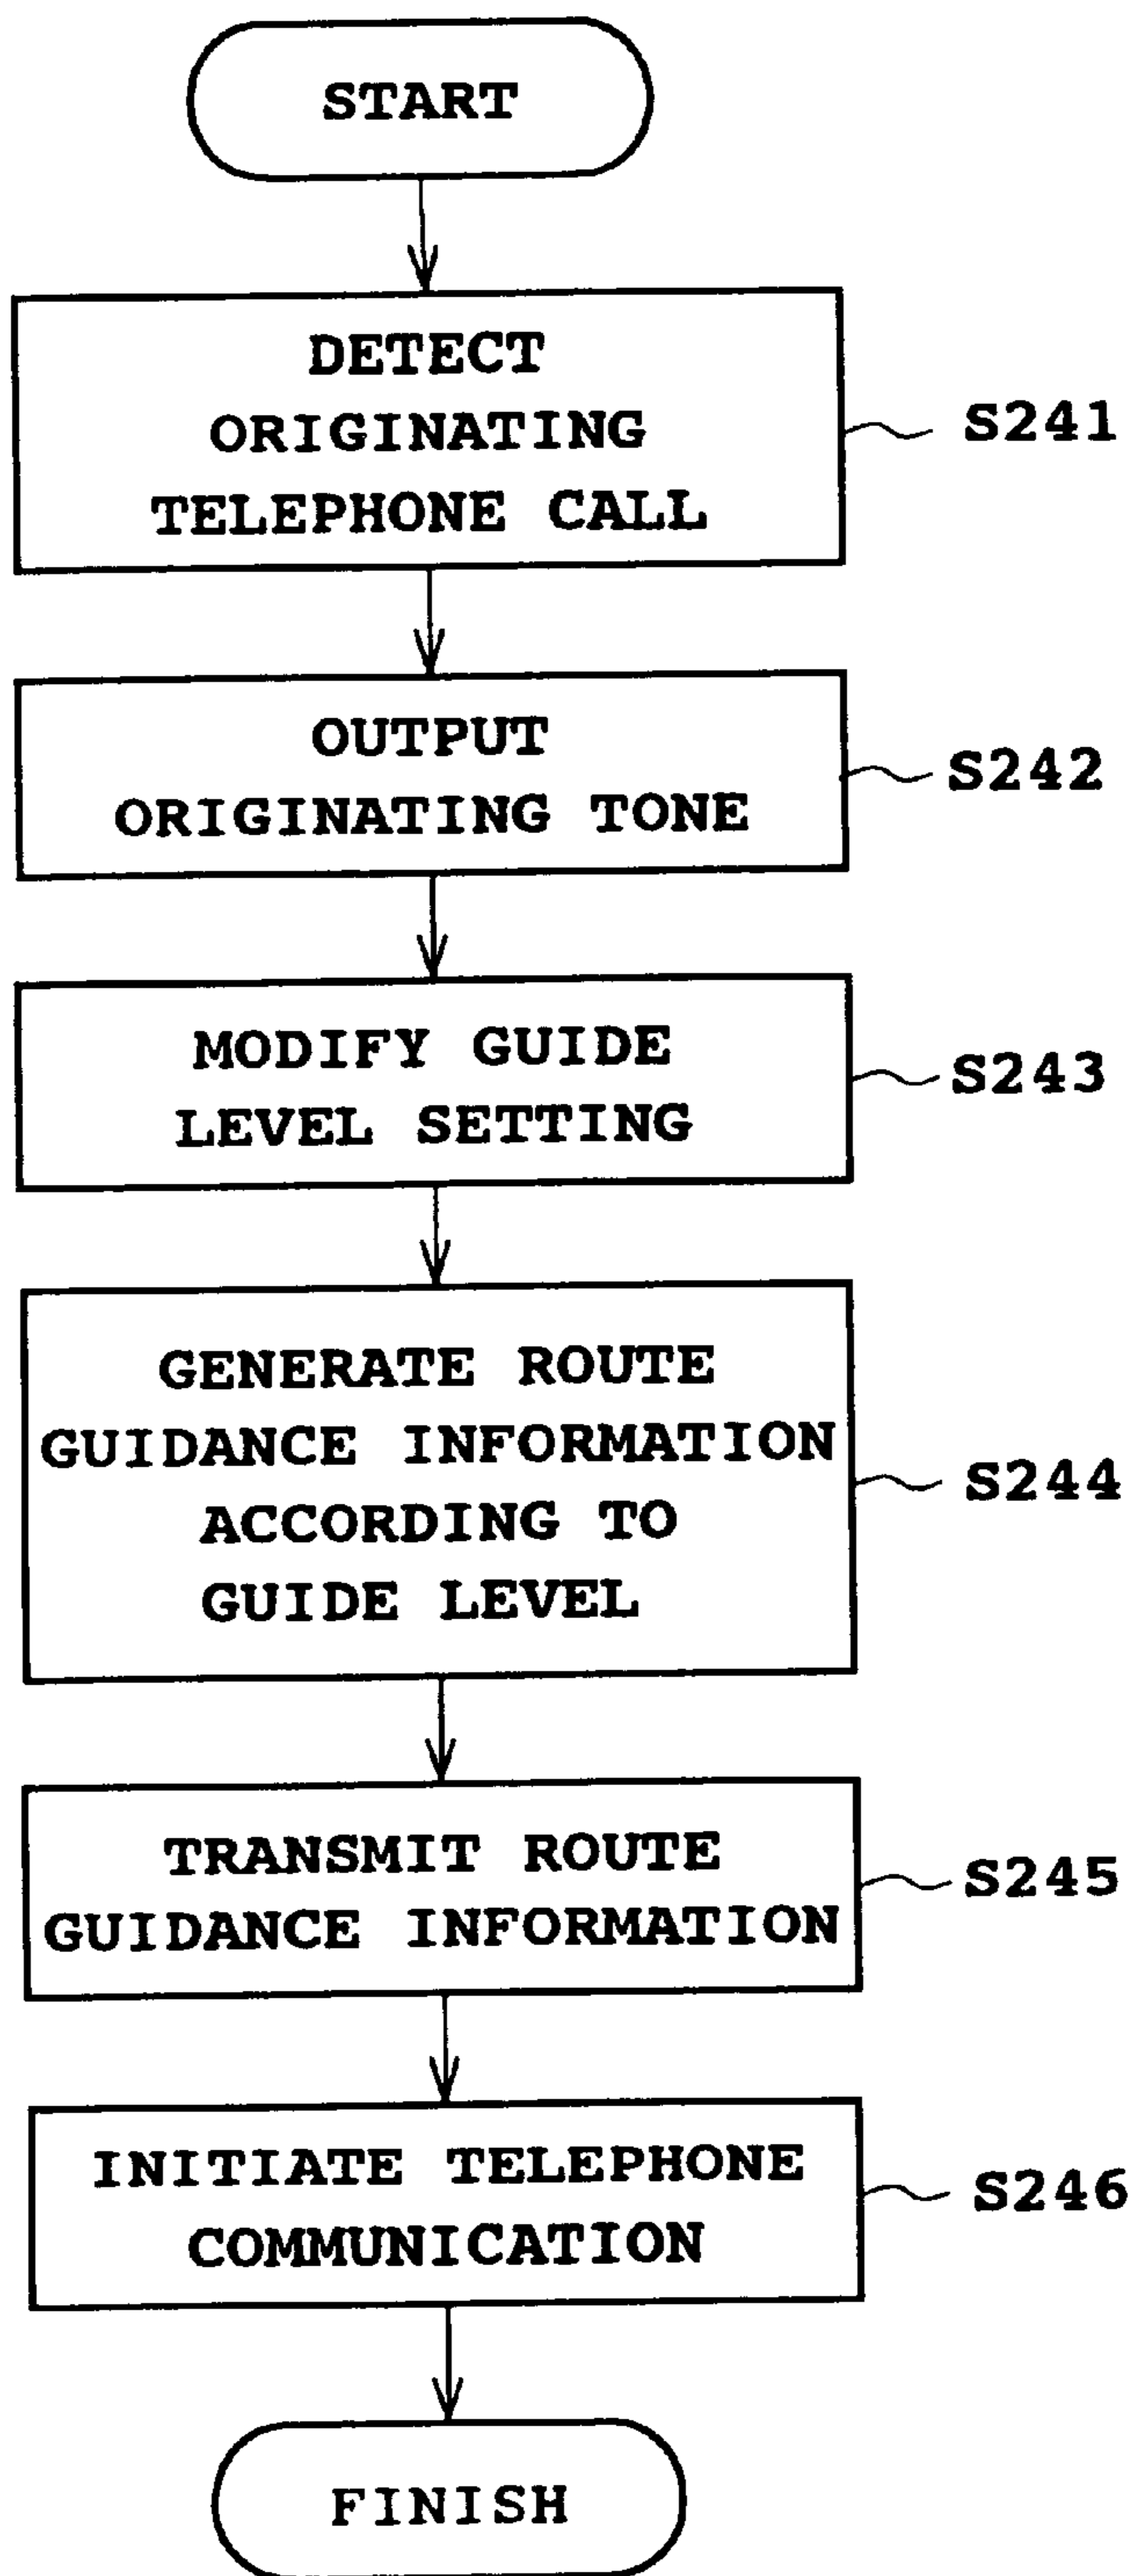 START
DETECT
ORIGINATING
TELEPHONE CALL
S241
OUTPUT
ORIGINATING TONE
S242
MODIFY GUIDE
LEVEL SETTING
S243
GENERATE ROUTE
GUIDANCE INFORMATION
ACCORDING TO
GUIDE LEVEL
S244
TRANSMIT ROUTE
GUIDANCE INFORMATION
S245
INITIATE TELEPHONE
COMMUNICATION
S246
FINISH